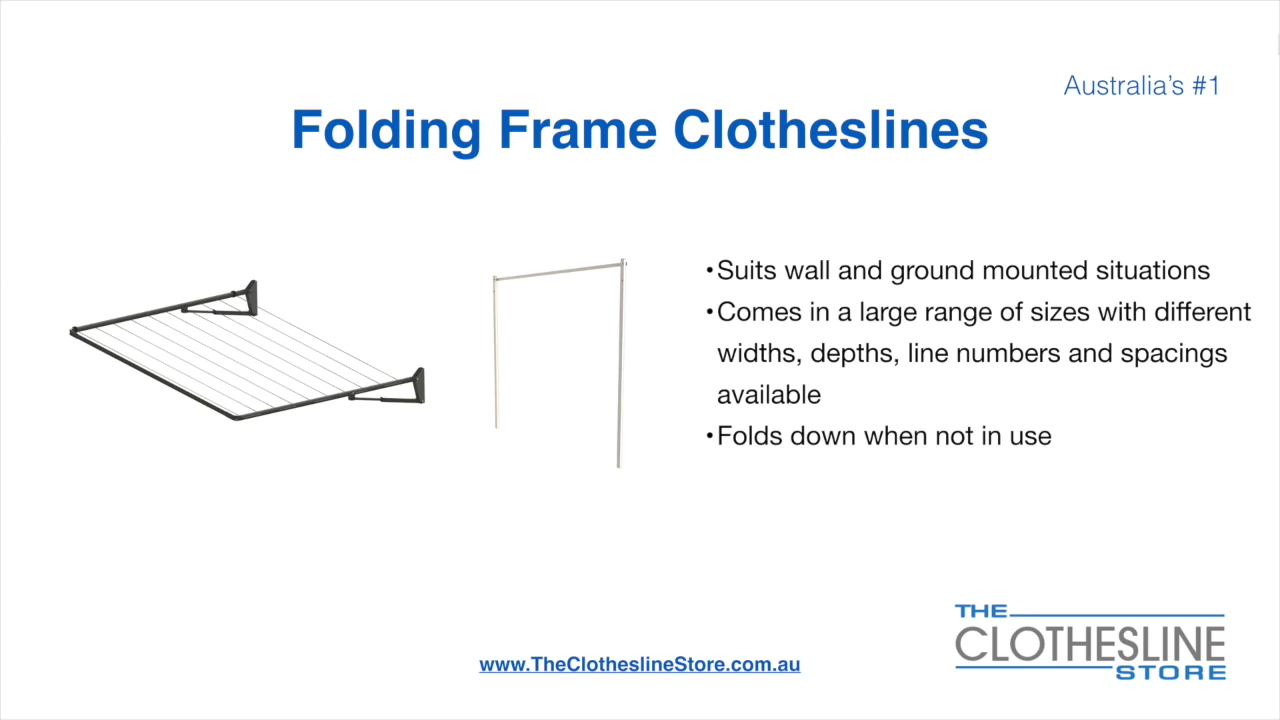 Australia's #1
Folding Frame Clotheslines
•Suits wall and ground mounted situations
•Comes in a large range of sizes with different
widths, depths, line numbers and spacings
available
•Folds down when not in use
THE
CLOTHESLINE
STORE
www.TheClotheslineStore.com.au